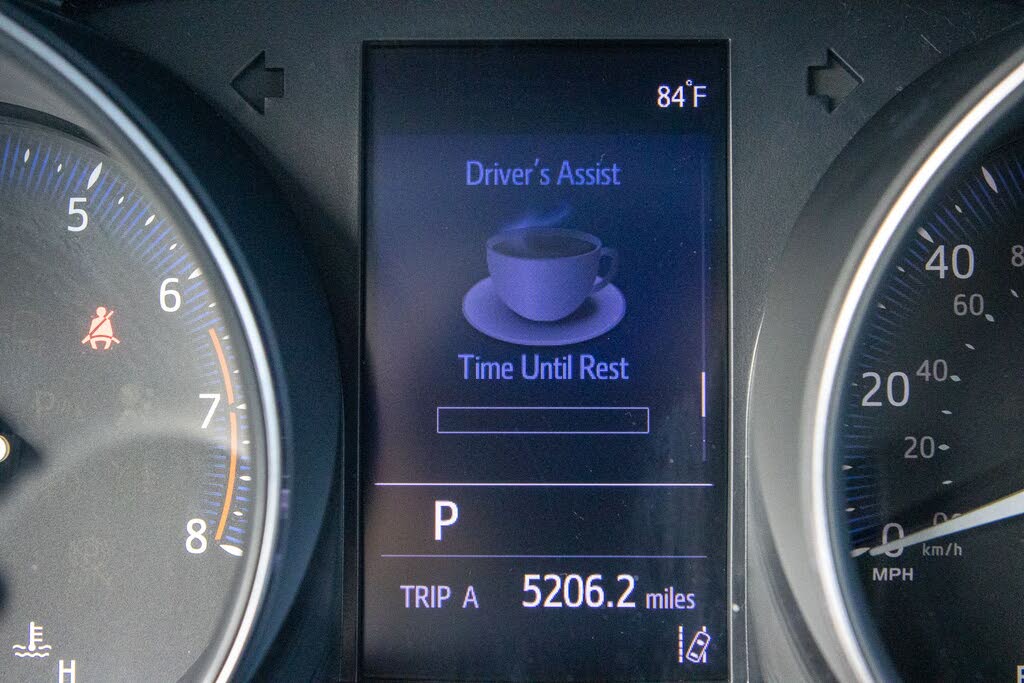 84°F
Driver's Assist
Time Until Rest
P
TRIP A 5206.2 miles
5
6
7
8
H
40
60
20
40
20
0
km/h
MPH